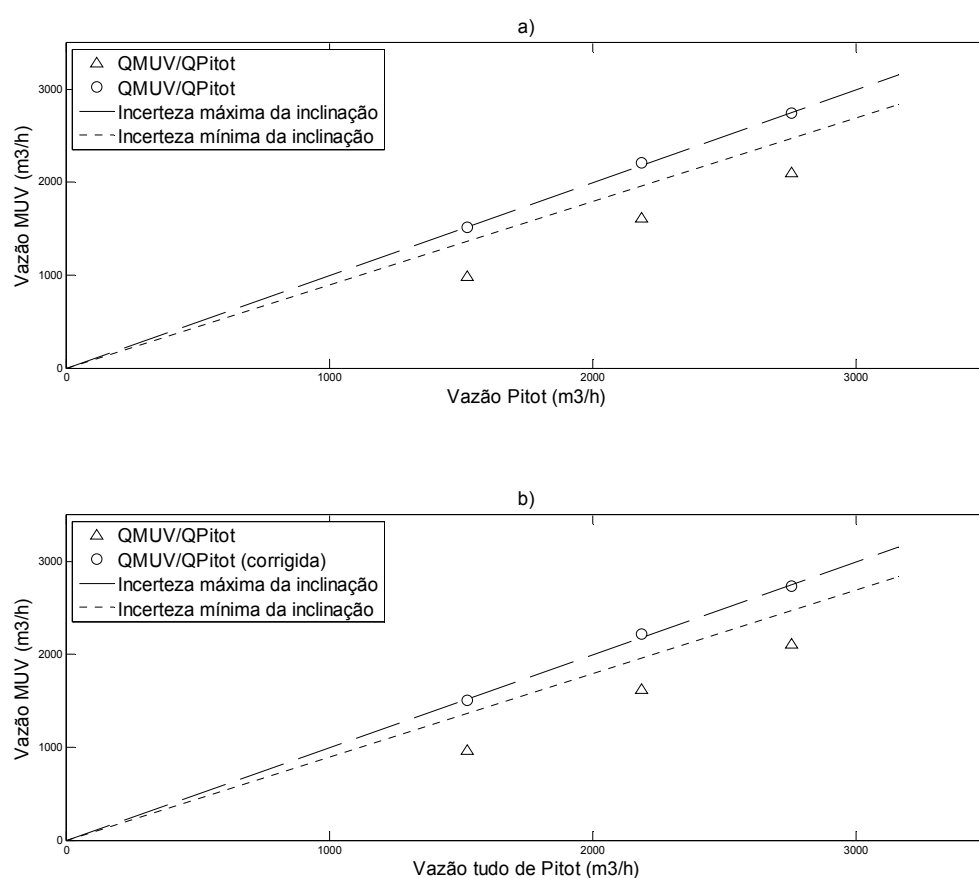 a)
QMUV/QPitot
QMUV/QPitot
Incerteza máxima da inclinação
Incerteza mínima da inclinação
Vazão MUV (m3/h)
3000
2000
1000
0
0
1000
2000
3000
Vazão Pitot (m3/h)
b)
QMUV/QPitot
QMUV/QPitot (corrigida)
Incerteza máxima da inclinação
Incerteza mínima da inclinação
Vazão MUV (m3/h)
3000
2000
1000
0
0
1000
2000
3000
Vazão tudo de Pitot (m3/h)